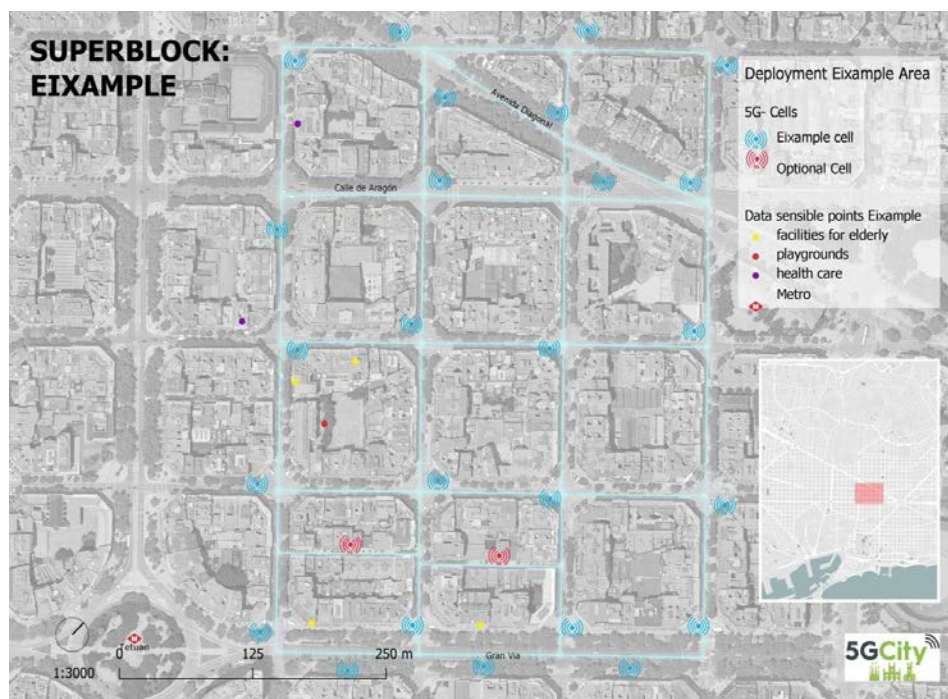 SUPERBLOCK:
EIXAMPLE
Avenida Diagonal
Calle de Aragón
Deployment Eixample Area
5G- Cells
Eixample cell
Optional Cell
Data sensible points Eixample
facilities for elderly
playgrounds
health care
Metro
M
M
Tetuan
0
125
250 m
1:3000
Gran Via
5GCity